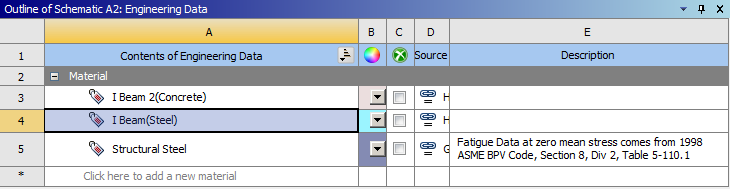 Outline of Schematic A2: Engineering Data
A B C D E
1 Contents of Engineering Data Source Description
2 Material
3 I Beam 2(Concrete) H
4 I Beam(Steel) H
5 Structural Steel G Fatigue Data at zero mean stress comes from 1998
ASME BPV Code, Section 8, Div 2, Table 5-110.1
* Click here to add a new material